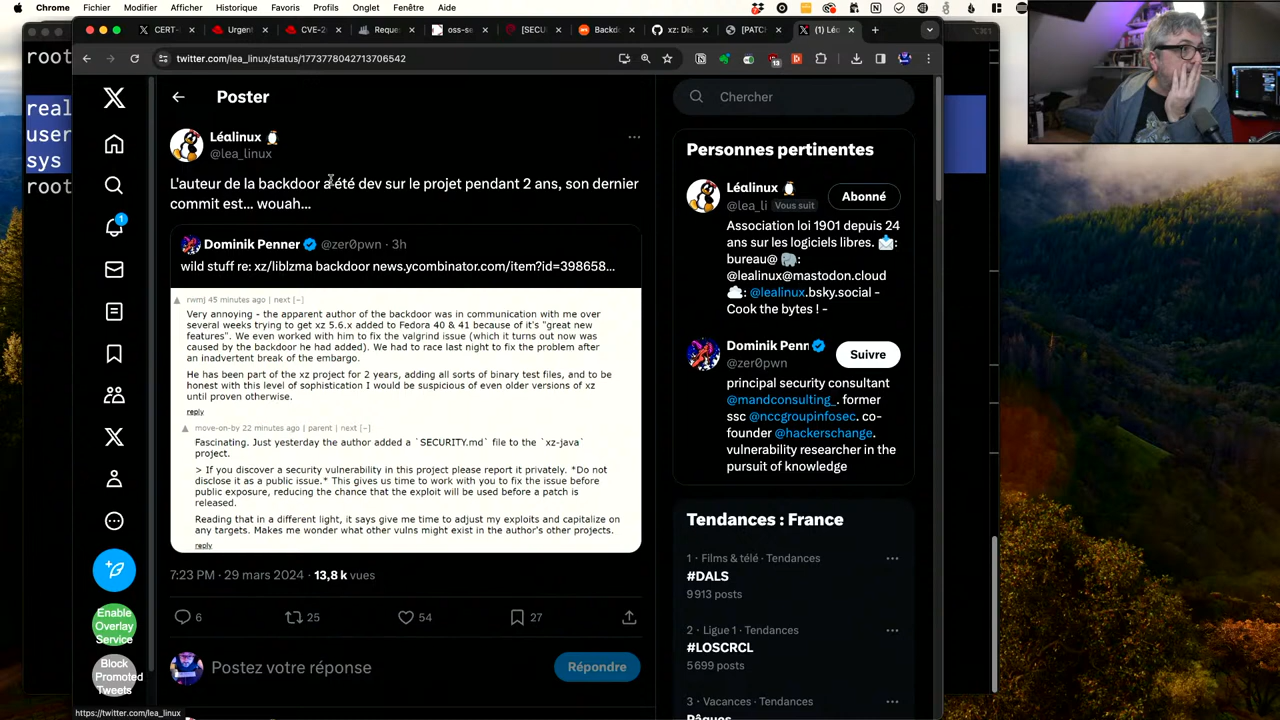 Chrome Fichier Modifier Afficher Historique Favoris Profils Onglet Fenêtre Aide
CERT-
Urgent
CVE-2
Reque
oss-se
[SECU
Backd
xz: Dis
[PATCH
(1) Léa
twitter.com/lea_linux/status/1773778042713706542
root
real
user
sys
root
Poster
Léalinux
@lea_linux
L'auteur de la backdoor a été dev sur le projet pendant 2 ans, son dernier
commit est... wouah...
Dominik Penner @zer0pwn · 3h
wild stuff re: xz/liblzma backdoor news.ycombinator.com/item?id=398658...
rwmj 45 minutes ago | next [–]
Very annoying - the apparent author of the backdoor was in communication with me over
several weeks trying to get xz 5.6.x added to Fedora 40 & 41 because of it's "great new
features". We even worked with him to fix the valgrind issue (which it turns out now was
caused by the backdoor he had added). We had to race last night to fix the problem after
an inadvertent break of the embargo.
He has been part of the xz project for 2 years, adding all sorts of binary test files, and to be
honest with this level of sophistication I would be suspicious of even older versions of xz
until proven otherwise.
reply
move-on-by 22 minutes ago | parent | next [–]
Fascinating. Just yesterday the author added a `SECURITY.md` file to the `xz-java`
project.
> If you discover a security vulnerability in this project please report it privately. *Do not
disclose it as a public issue.* This gives us time to work with you to fix the issue before
public exposure, reducing the chance that the exploit will be used before a patch is
released.
Reading that in a different light, it says give me time to adjust my exploits and capitalize on
any targets. Makes me wonder what other vulns might exist in the author's other projects.
reply
7:23 PM · 29 mars 2024 · 13,8 k vues
6
25
54
27
Postez votre réponse
Répondre
1
Enable
Overlay
Service
Block
Promoted
Tweets
https://twitter.com/lea_linux
Chercher
Personnes pertinentes
Léalinux
@lea_li Vous suit
Abonné
Association loi 1901 depuis 24
ans sur les logiciels libres. :
bureau@ :
@lealinux@mastodon.cloud
: @lealinux.bsky.social -
Cook the bytes ! -
Dominik Penn
@zer0pwn
Suivre
principal security consultant
@mandconsulting_. former
ssc @nccgroupinfosec. co-
founder @hackerschange.
vulnerability researcher in the
pursuit of knowledge
Tendances : France
1 · Films & télé · Tendances
#DALS
9 913 posts
2 · Ligue 1 · Tendances
#LOSCRCL
5 699 posts
3 · Vacances · Tendances
Pâques